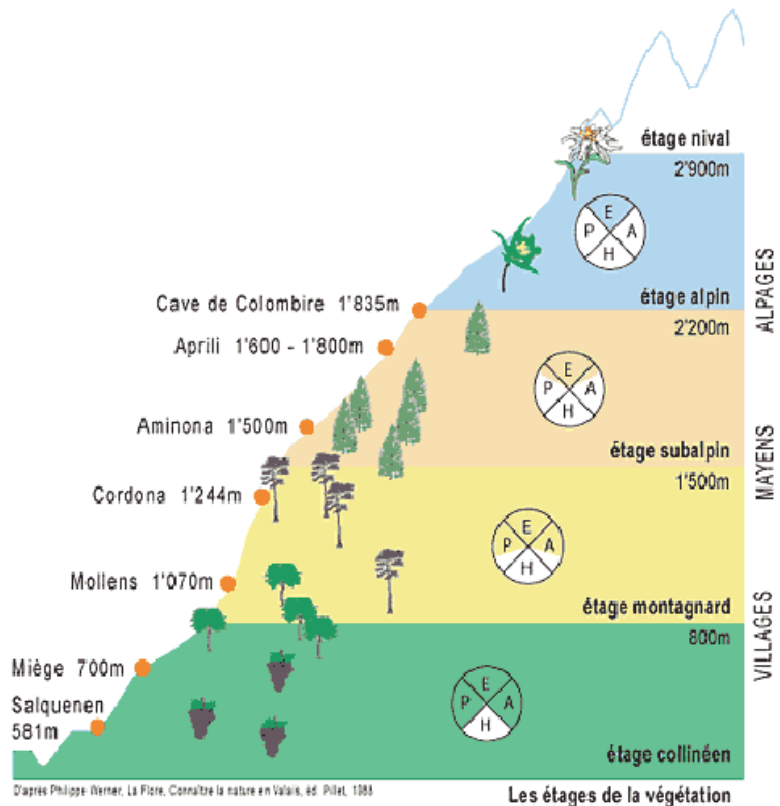 étage nival
2'900m
E
P A
H
ALPAGES
Cave de Colombire 1'835m
étage alpin
2'200m
Aprili 1'600 - 1'800m
E
P A
H
Aminona 1'500m
MAYENS
étage subalpin
1'500m
Cordona 1'244m
E
P A
H
Mollens 1'070m
étage montagnard
800m
VILLAGES
Miège 700m
E
P A
H
Salquenen
581m
étage collinéen
D'après Philippe Werner, La Flore, Connaître la nature en Valais, éd. Pillet, 1988
Les étages de la végétation